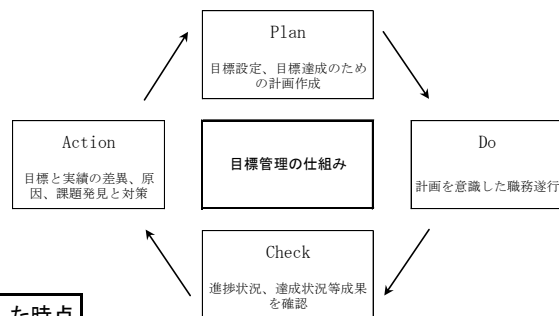 Plan
目標設定、目標達成のため
の計画作成
Action
目標と実績の差異、原
因、課題発見と対策
目標管理の仕組み
Do
計画を意識した職務遂行
Check
進捗状況、達成状況等成果
を確認
た時点